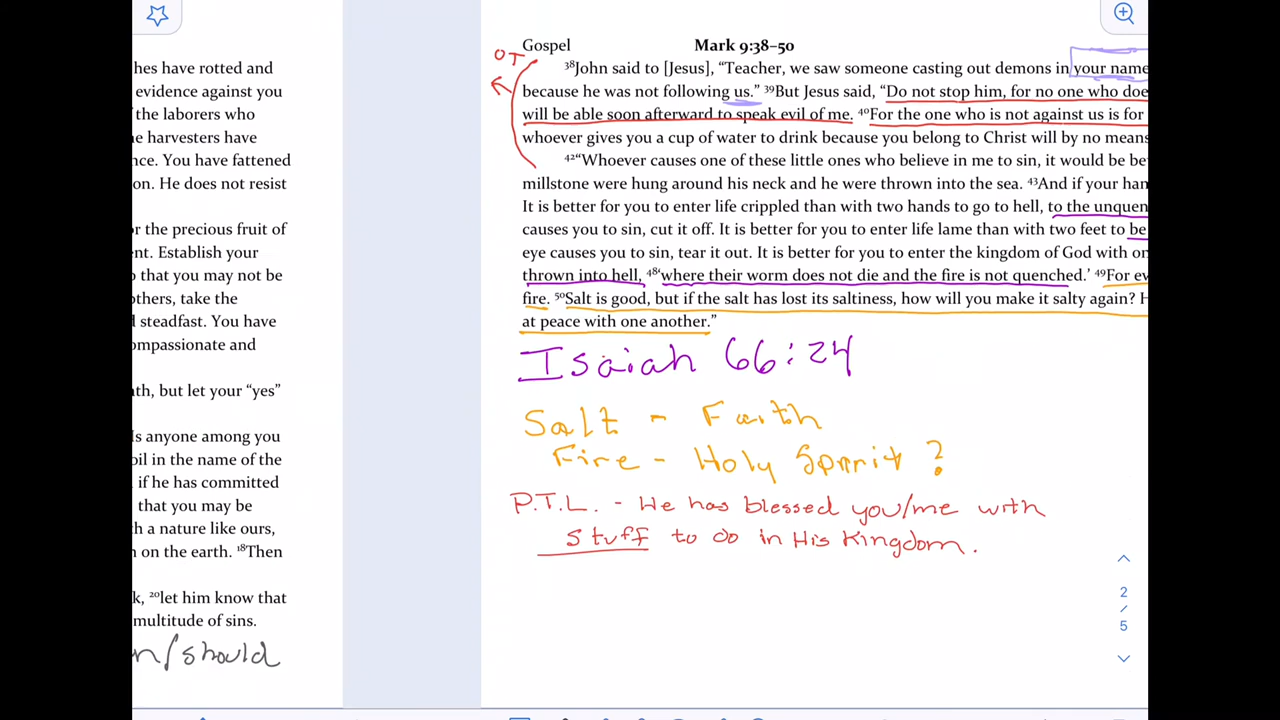 hes have rotted and
evidence against you
f the laborers who
he harvesters have
nce. You have fattened
on. He does not resist
or the precious fruit of
ent. Establish your
o that you may not be
others, take the
d steadfast. You have
ompassionate and
ath, but let your “yes”
Is anyone among you
oil in the name of the
if he has committed
that you may be
h a nature like ours,
n on the earth. ¹⁸Then
k, ²⁰let him know that
multitude of sins.
n/should
Gospel Mark 9:38–50
OT
³⁸John said to [Jesus], “Teacher, we saw someone casting out demons in your name
because he was not following us.” ³⁹But Jesus said, “Do not stop him, for no one who doe
will be able soon afterward to speak evil of me. ⁴⁰For the one who is not against us is for
whoever gives you a cup of water to drink because you belong to Christ will by no means
⁴²“Whoever causes one of these little ones who believe in me to sin, it would be be
millstone were hung around his neck and he were thrown into the sea. ⁴³And if your han
It is better for you to enter life crippled than with two hands to go to hell, to the unquen
causes you to sin, cut it off. It is better for you to enter life lame than with two feet to be
eye causes you to sin, tear it out. It is better for you to enter the kingdom of God with on
thrown into hell, ⁴⁸‘where their worm does not die and the fire is not quenched.’ ⁴⁹For ev
fire. ⁵⁰Salt is good, but if the salt has lost its saltiness, how will you make it salty again? H
at peace with one another.”
Isaiah 66:24
Salt - Faith
Fire - Holy Spirit ?
P.T.L. - He has blessed you/me with
stuff to do in His Kingdom.
2
/
5